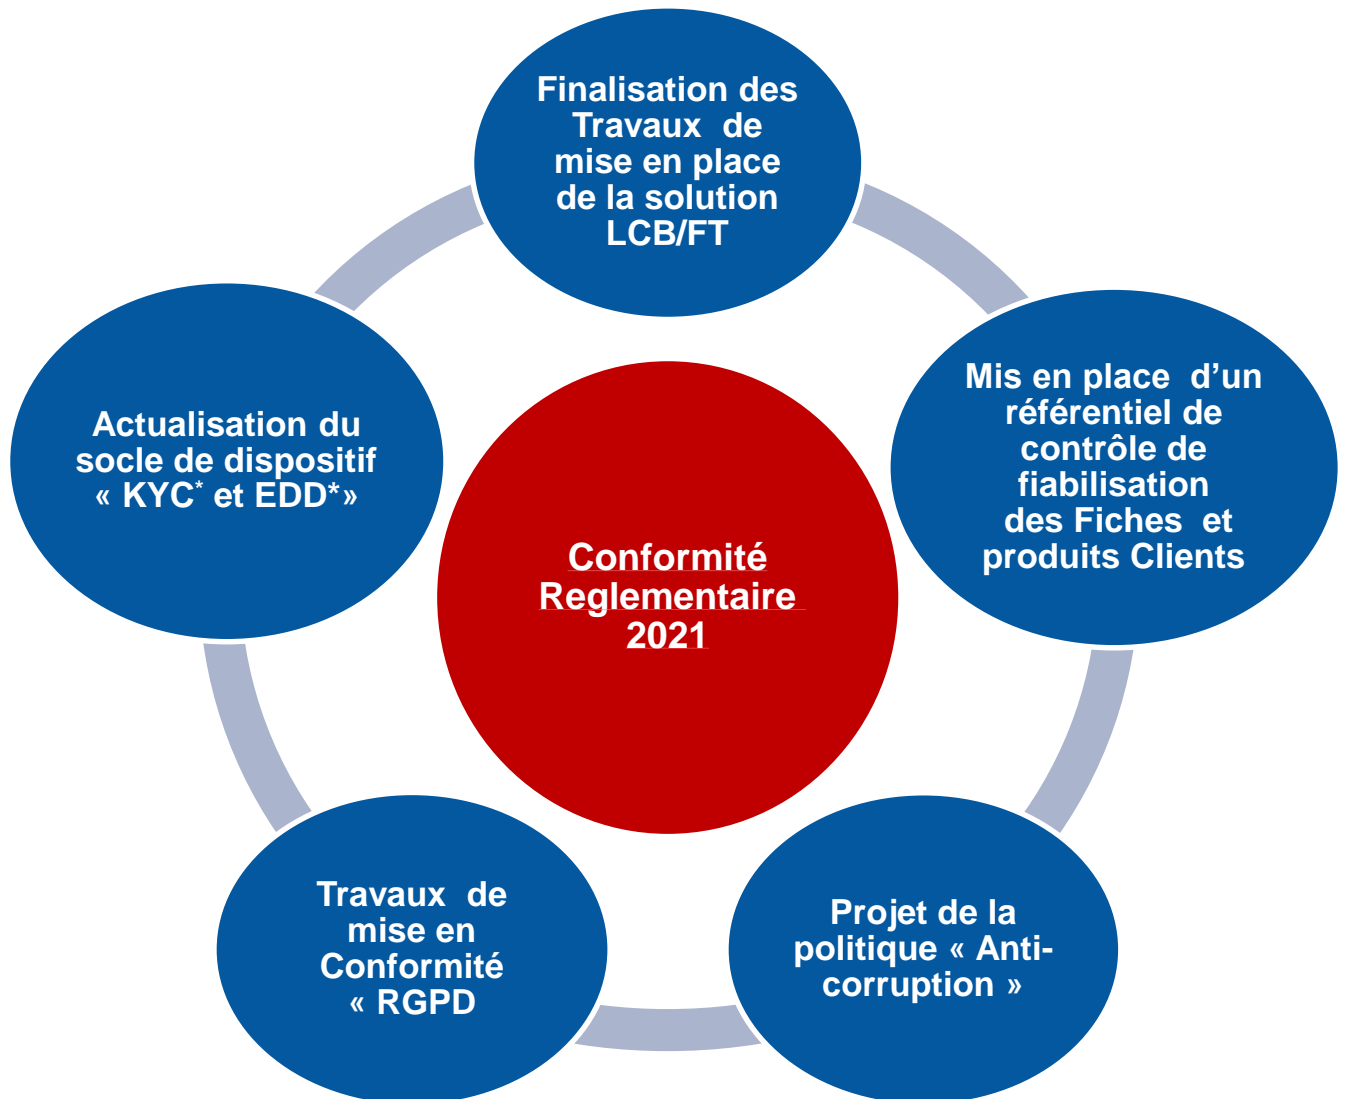 Finalisation des
Travaux de
mise en place
de la solution
LCB/FT
Mis en place d’un
référentiel de
contrôle de
fiabilisation
des Fiches et
produits Clients
Actualisation du
socle de dispositif
« KYC* et EDD*»
Conformité
Reglementaire
2021
Travaux de
mise en
Conformité
« RGPD
Projet de la
politique « Anti-
corruption »